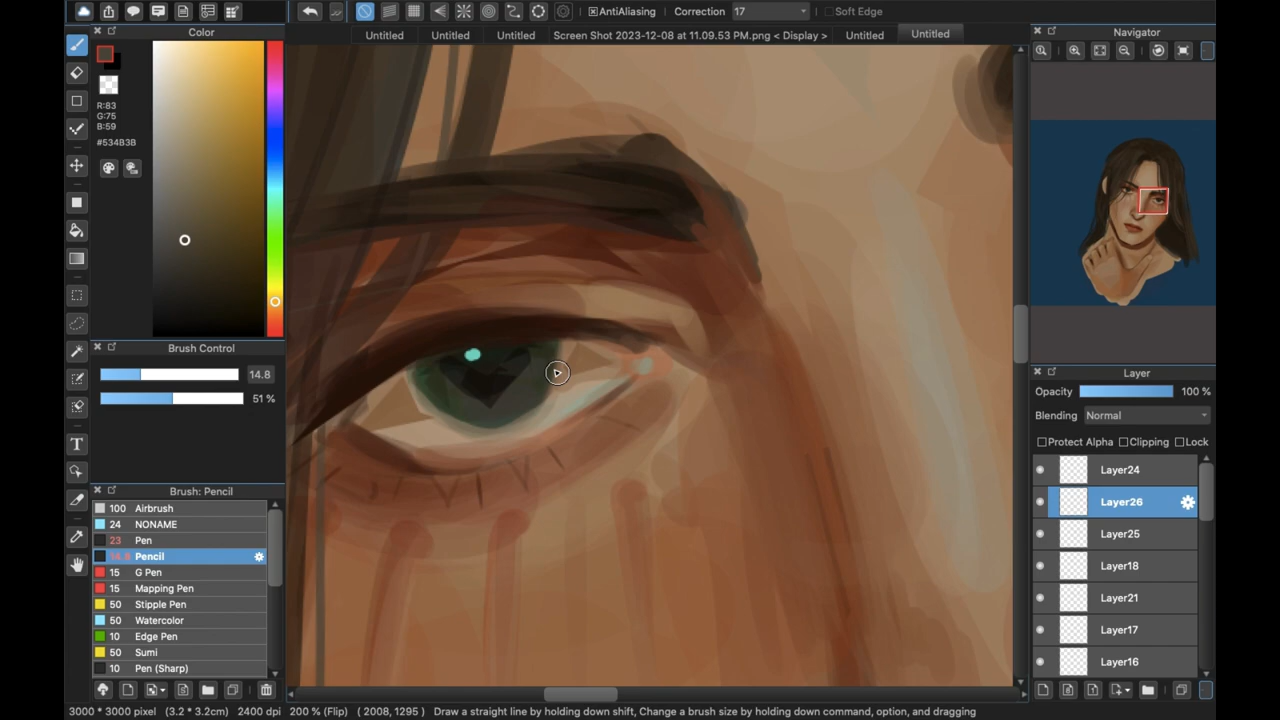 AntiAliasing Correction 17 Soft Edge
Untitled Untitled Untitled Screen Shot 2023-12-08 at 11.09.53 PM.png < Display > Untitled Untitled
Color
R:83
G:75
B:59
#534B3B
Brush Control
14.8
51 %
Brush: Pencil
100 Airbrush
24 NONAME
23 Pen
14.8 Pencil
15 G Pen
15 Mapping Pen
50 Stipple Pen
50 Watercolor
10 Edge Pen
50 Sumi
10 Pen (Sharp)
Navigator
Layer
Opacity 100 %
Blending Normal
Protect Alpha Clipping Lock
Layer24
Layer26
Layer25
Layer18
Layer21
Layer17
Layer16
3000 * 3000 pixel (3.2 * 3.2cm) 2400 dpi 200 % (Flip) ( 2008, 1295 ) Draw a straight line by holding down shift, Change a brush size by holding down command, option, and dragging